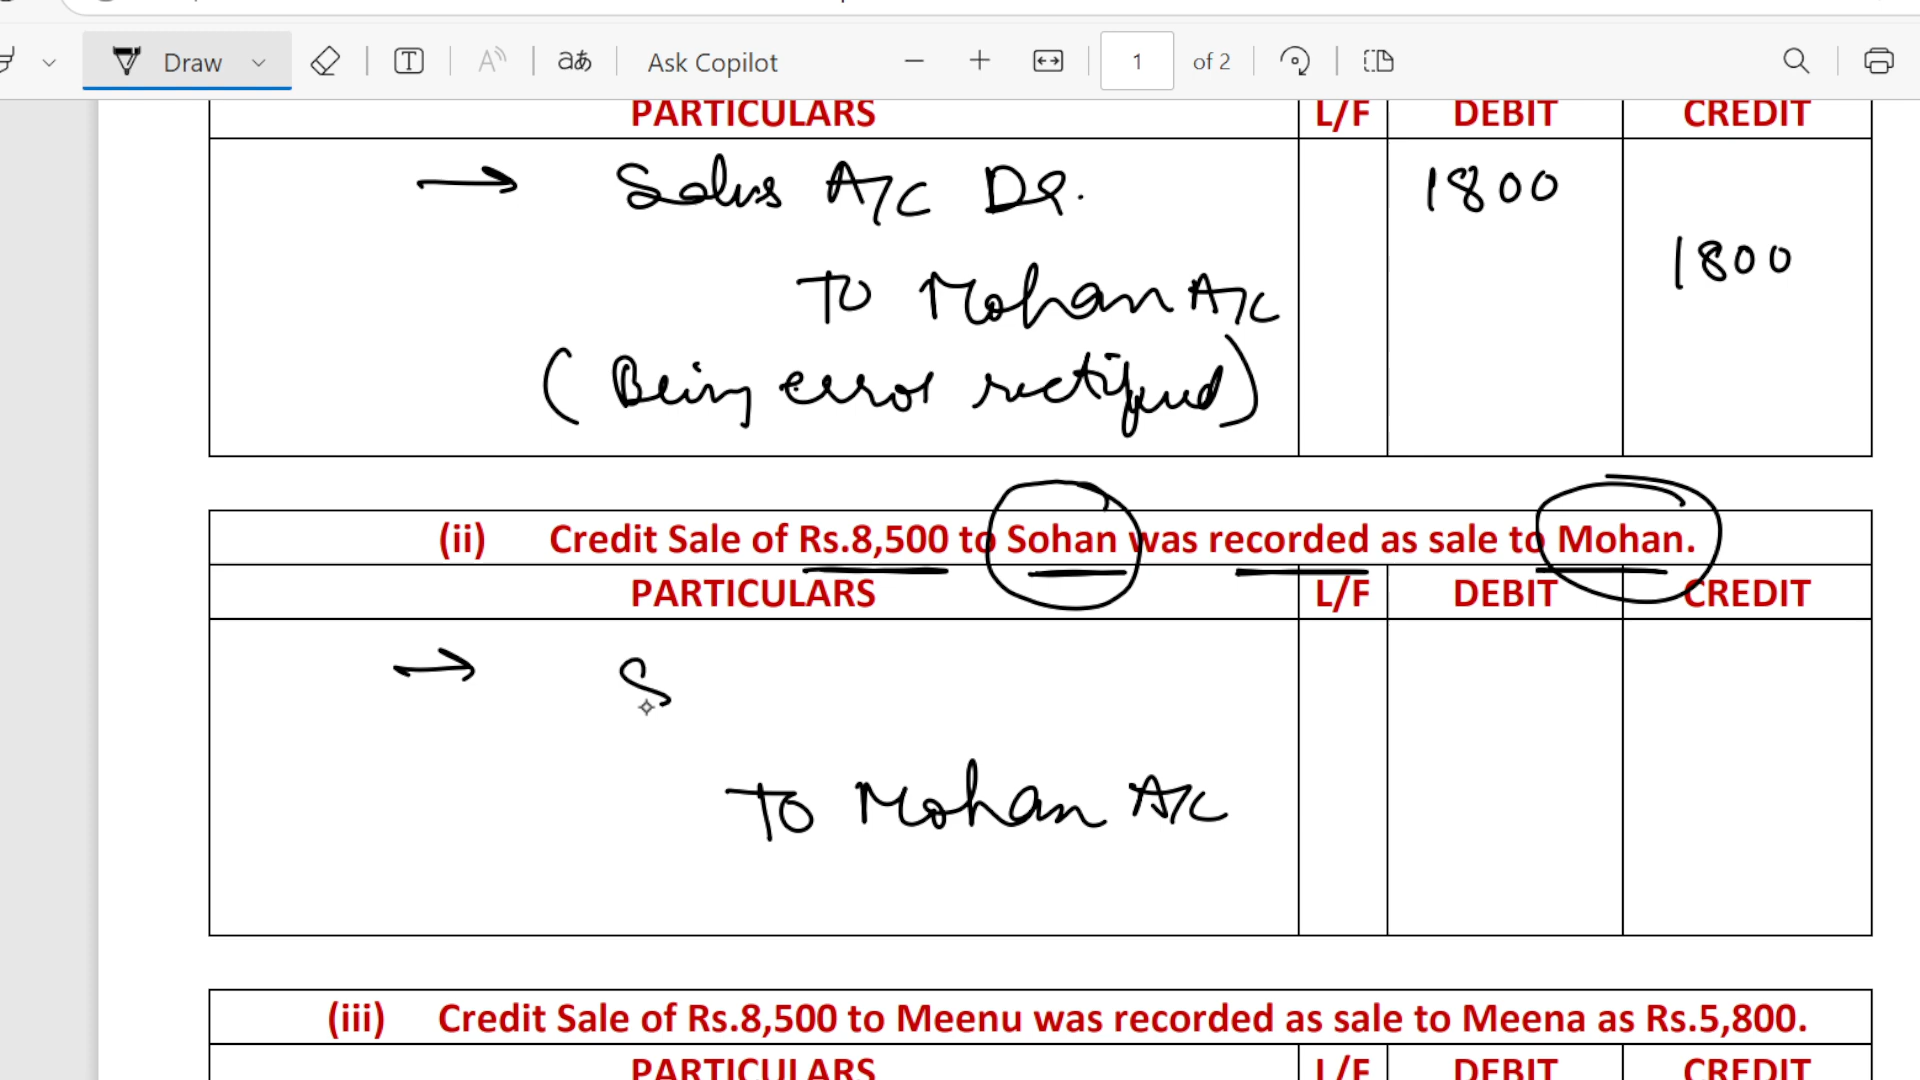 Draw T A aあ Ask Copilot 1 of 2
PARTICULARS L/F DEBIT CREDIT
→ Sales A/C DR. 1800
To Mohan A/C 1800
(Being error rectified)
(ii) Credit Sale of Rs.8,500 to Sohan was recorded as sale to Mohan.
PARTICULARS L/F DEBIT CREDIT
→ S
To Mohan A/C
(iii) Credit Sale of Rs.8,500 to Meenu was recorded as sale to Meena as Rs.5,800.
PARTICULARS L/F DEBIT CREDIT